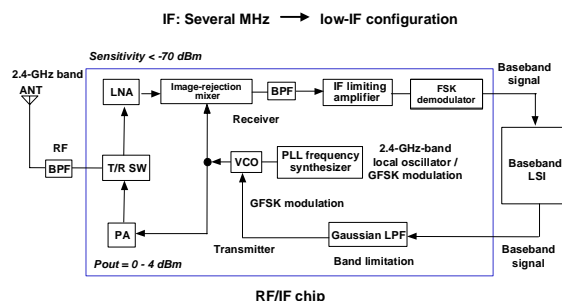 IF: Several MHz → low-IF configuration
Sensitivity < -70 dBm
2.4-GHz band
ANT
RF
BPF
LNA
Image-rejection
mixer
BPF
IF limiting
amplifier
FSK
demodulator
Baseband
signal
Receiver
T/R SW
VCO
PLL frequency
synthesizer
2.4-GHz-band
local oscillator /
GFSK modulation
Baseband
LSI
GFSK modulation
PA
Transmitter
Gaussian LPF
Baseband
signal
Pout = 0 - 4 dBm
Band limitation
RF/IF chip